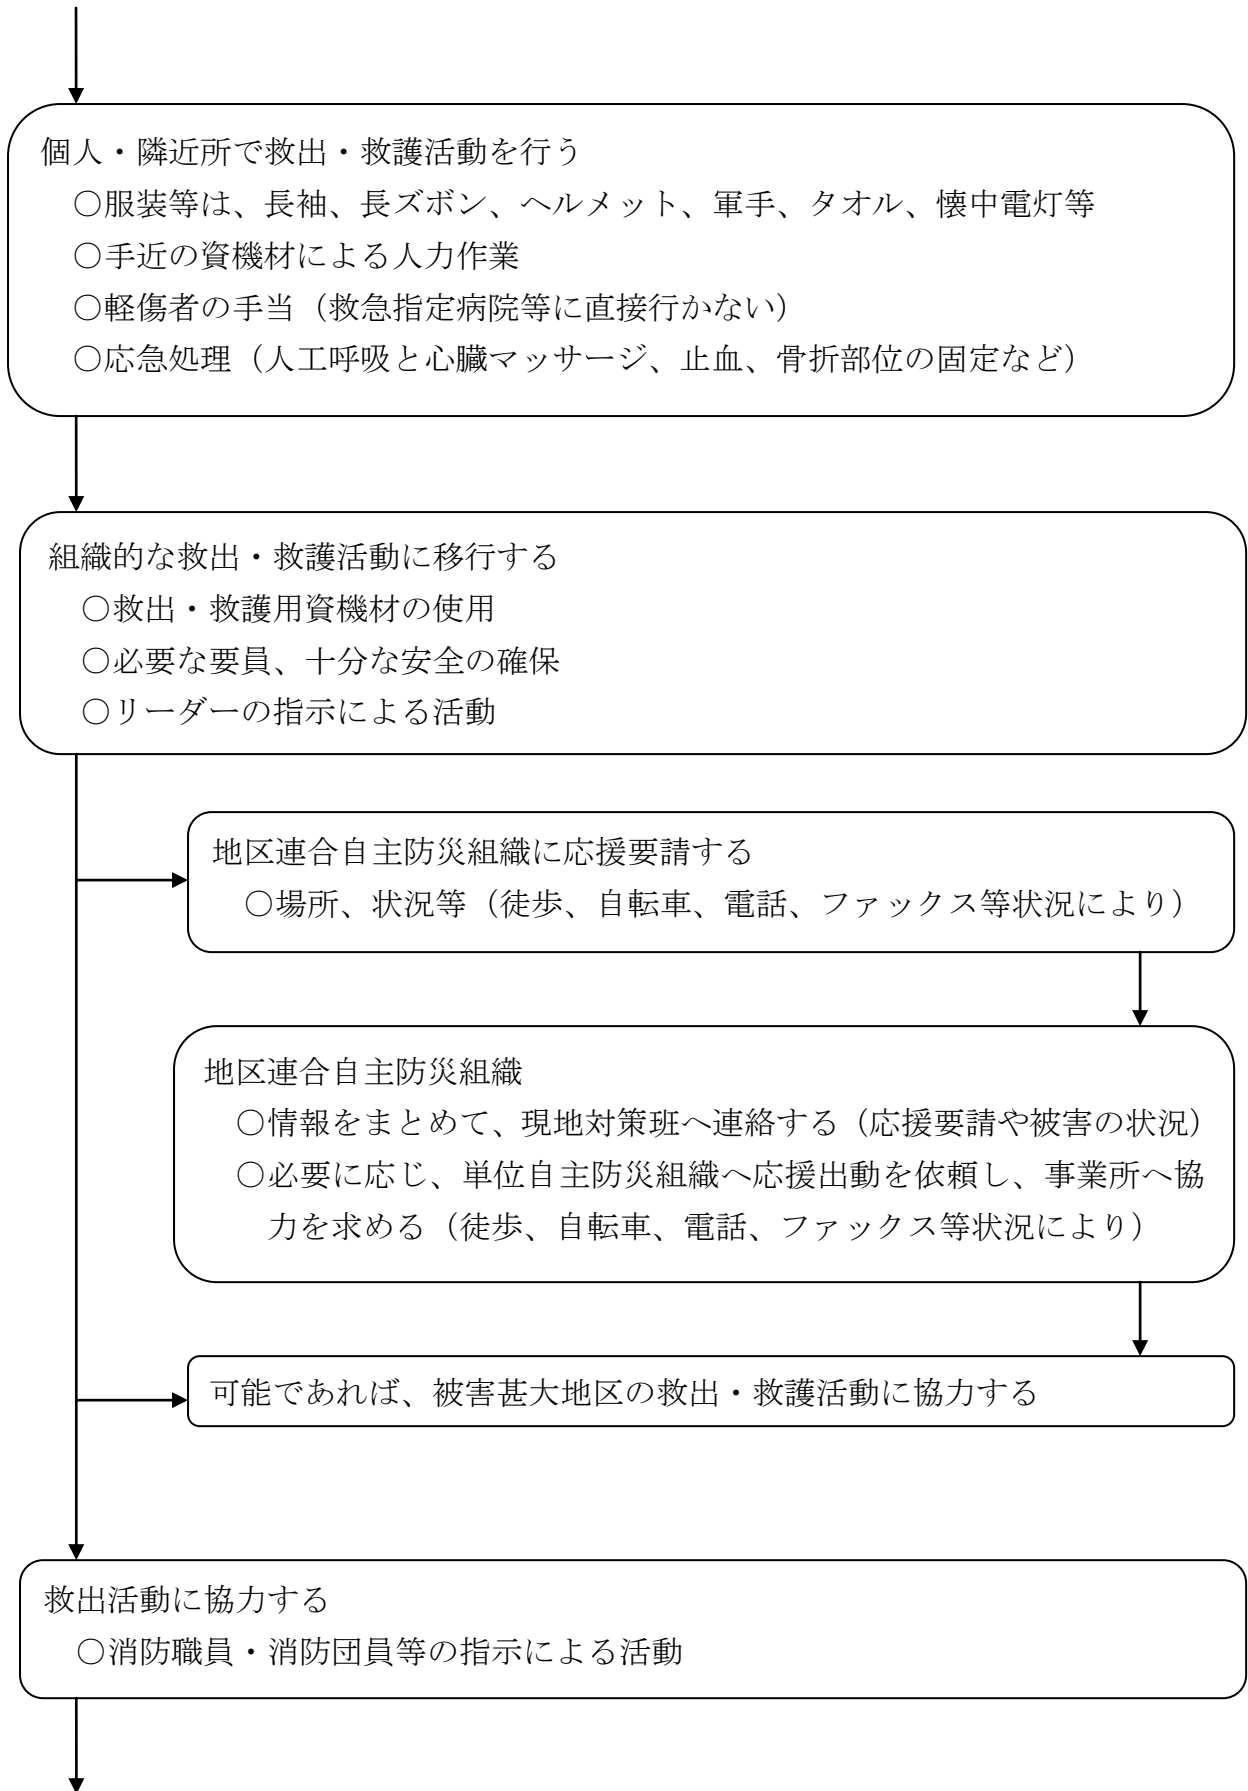 個人・隣近所で救出・救護活動を行う
○服装等は、長袖、長ズボン、ヘルメット、軍手、タオル、懐中電灯等
○手近の資機材による人力作業
○軽傷者の手当（救急指定病院等に直接行かない）
○応急処理（人工呼吸と心臓マッサージ、止血、骨折部位の固定など）
組織的な救出・救護活動に移行する
○救出・救護用資機材の使用
○必要な要員、十分な安全の確保
○リーダーの指示による活動
地区連合自主防災組織に応援要請する
○場所、状況等（徒歩、自転車、電話、ファックス等状況により）
地区連合自主防災組織
○情報をまとめて、現地対策班へ連絡する（応援要請や被害の状況）
○必要に応じ、単位自主防災組織へ応援出動を依頼し、事業所へ協
力を求める（徒歩、自転車、電話、ファックス等状況により）
可能であれば、被害甚大地区の救出・救護活動に協力する
救出活動に協力する
○消防職員・消防団員等の指示による活動